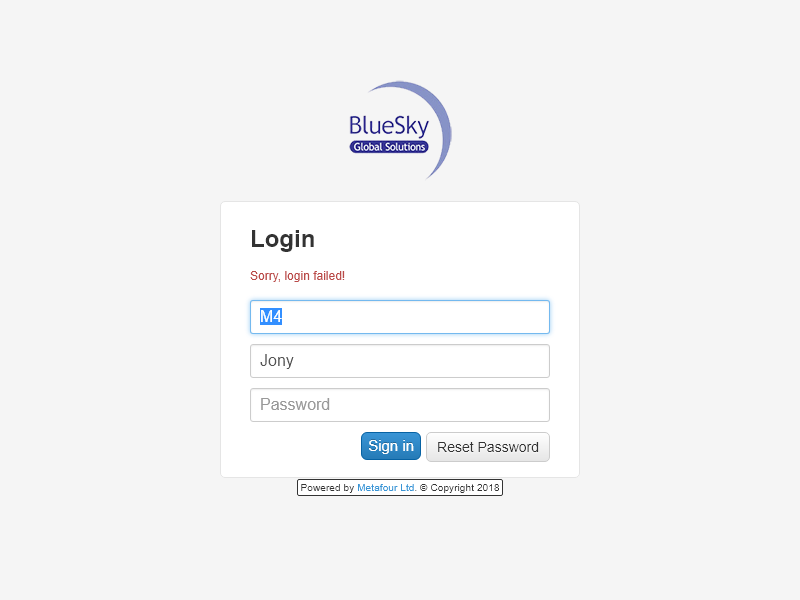 BlueSky
Global Solutions
Login
Sorry, login failed!
M4
Jony
Password
Sign in Reset Password
Powered by Metafour Ltd. © Copyright 2018